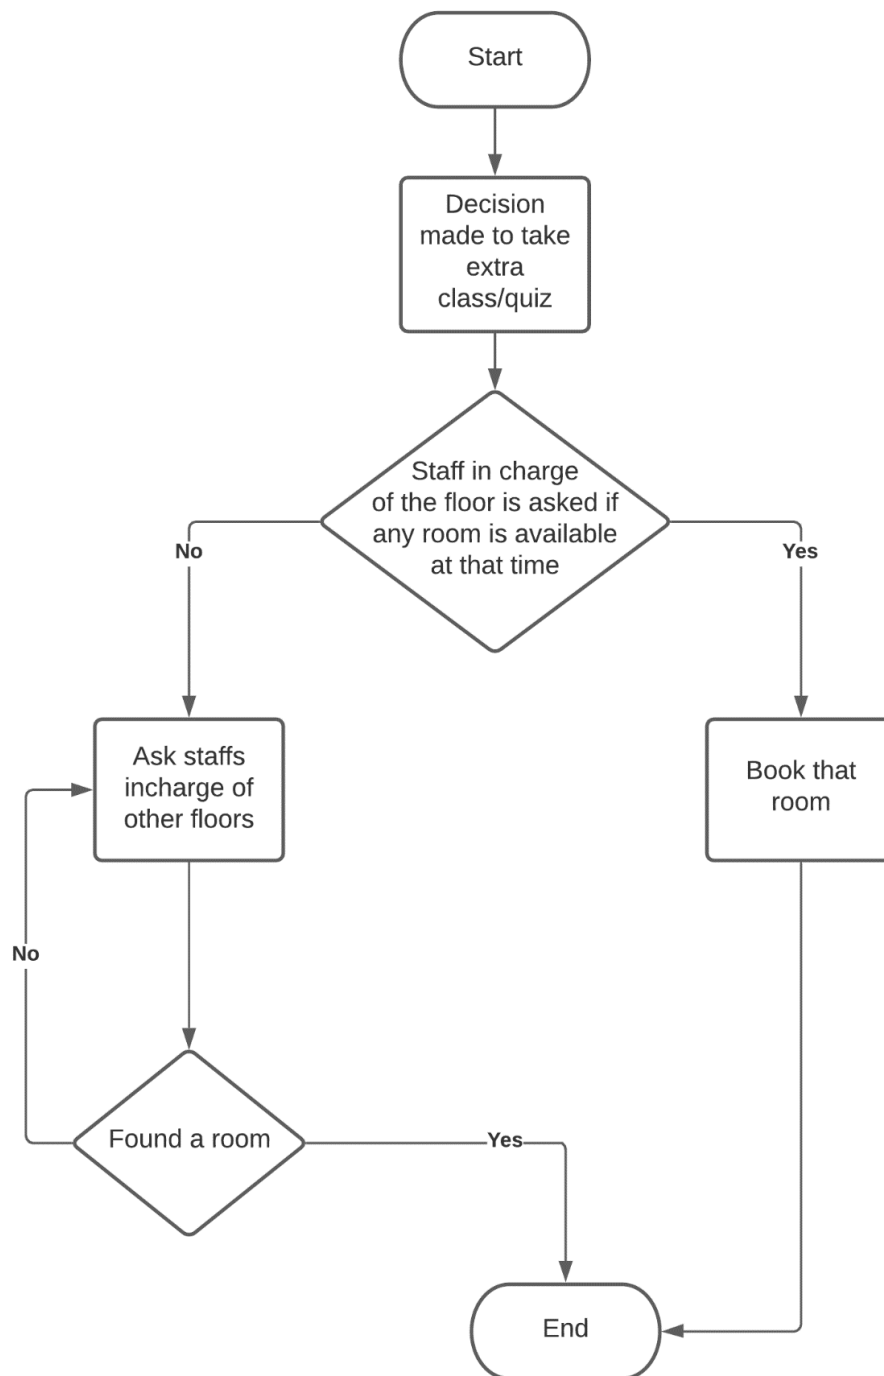 Start
Decision
made to take
extra
class/quiz
Staff in charge
of the floor is asked if
any room is available
at that time
No
Yes
Ask staffs
incharge of
other floors
Book that
room
No
Found a room
Yes
End